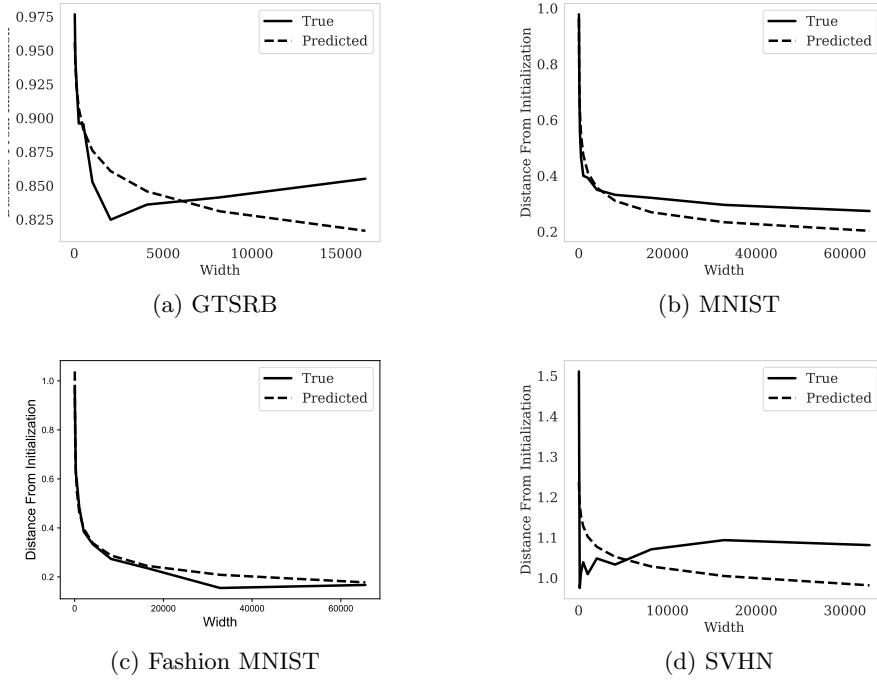 0.975
0.950
0.925
0.900
0.875
0.850
0.825
0 5000 10000 15000
Width
True
Predicted
(a) GTSRB
Distance From Initialization
1.0
0.8
0.6
0.4
0.2
0 20000 40000 60000
Width
True
Predicted
(b) MNIST
Distance From Initialization
1.0
0.8
0.6
0.4
0.2
0 20000 40000 60000
Width
True
Predicted
(c) Fashion MNIST
Distance From Initialization
1.5
1.4
1.3
1.2
1.1
1.0
0 10000 20000 30000
Width
True
Predicted
(d) SVHN